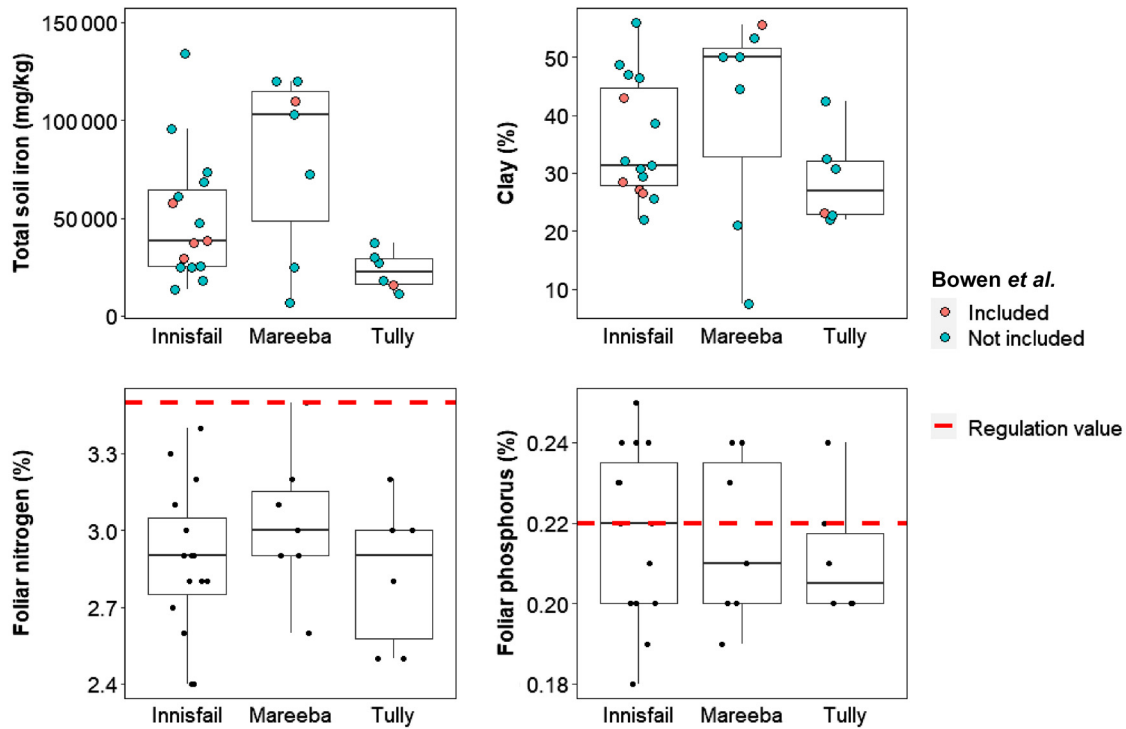 Total soil iron (mg/kg)
150 000
100 000
50 000
0
Innisfail Mareeba Tully
Clay (%)
50
40
30
20
10
Innisfail Mareeba Tully
Bowen et al.
Included
Not included
Foliar nitrogen (%)
3.3
3.0
2.7
2.4
Innisfail Mareeba Tully
Foliar phosphorus (%)
0.24
0.22
0.20
0.18
Innisfail Mareeba Tully
Regulation value